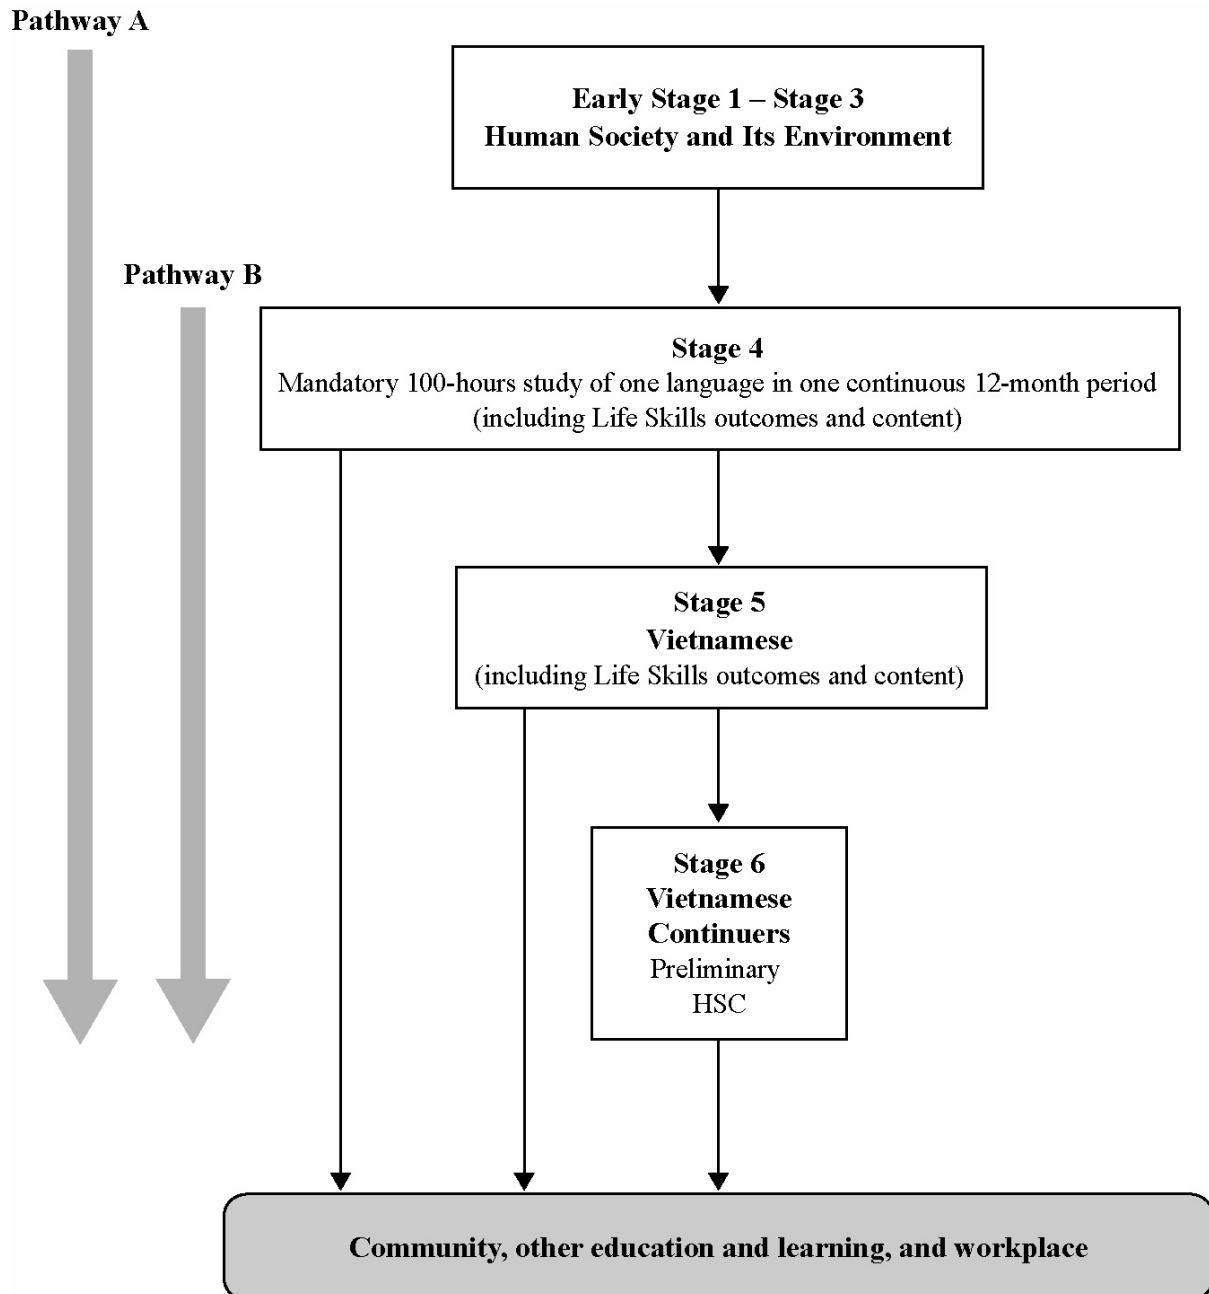 Pathway A
Early Stage 1 – Stage 3
Human Society and Its Environment
Pathway B
Stage 4
Mandatory 100-hours study of one language in one continuous 12-month period
(including Life Skills outcomes and content)
Stage 5
Vietnamese
(including Life Skills outcomes and content)
Stage 6
Vietnamese
Continuers
Preliminary
HSC
Community, other education and learning, and workplace